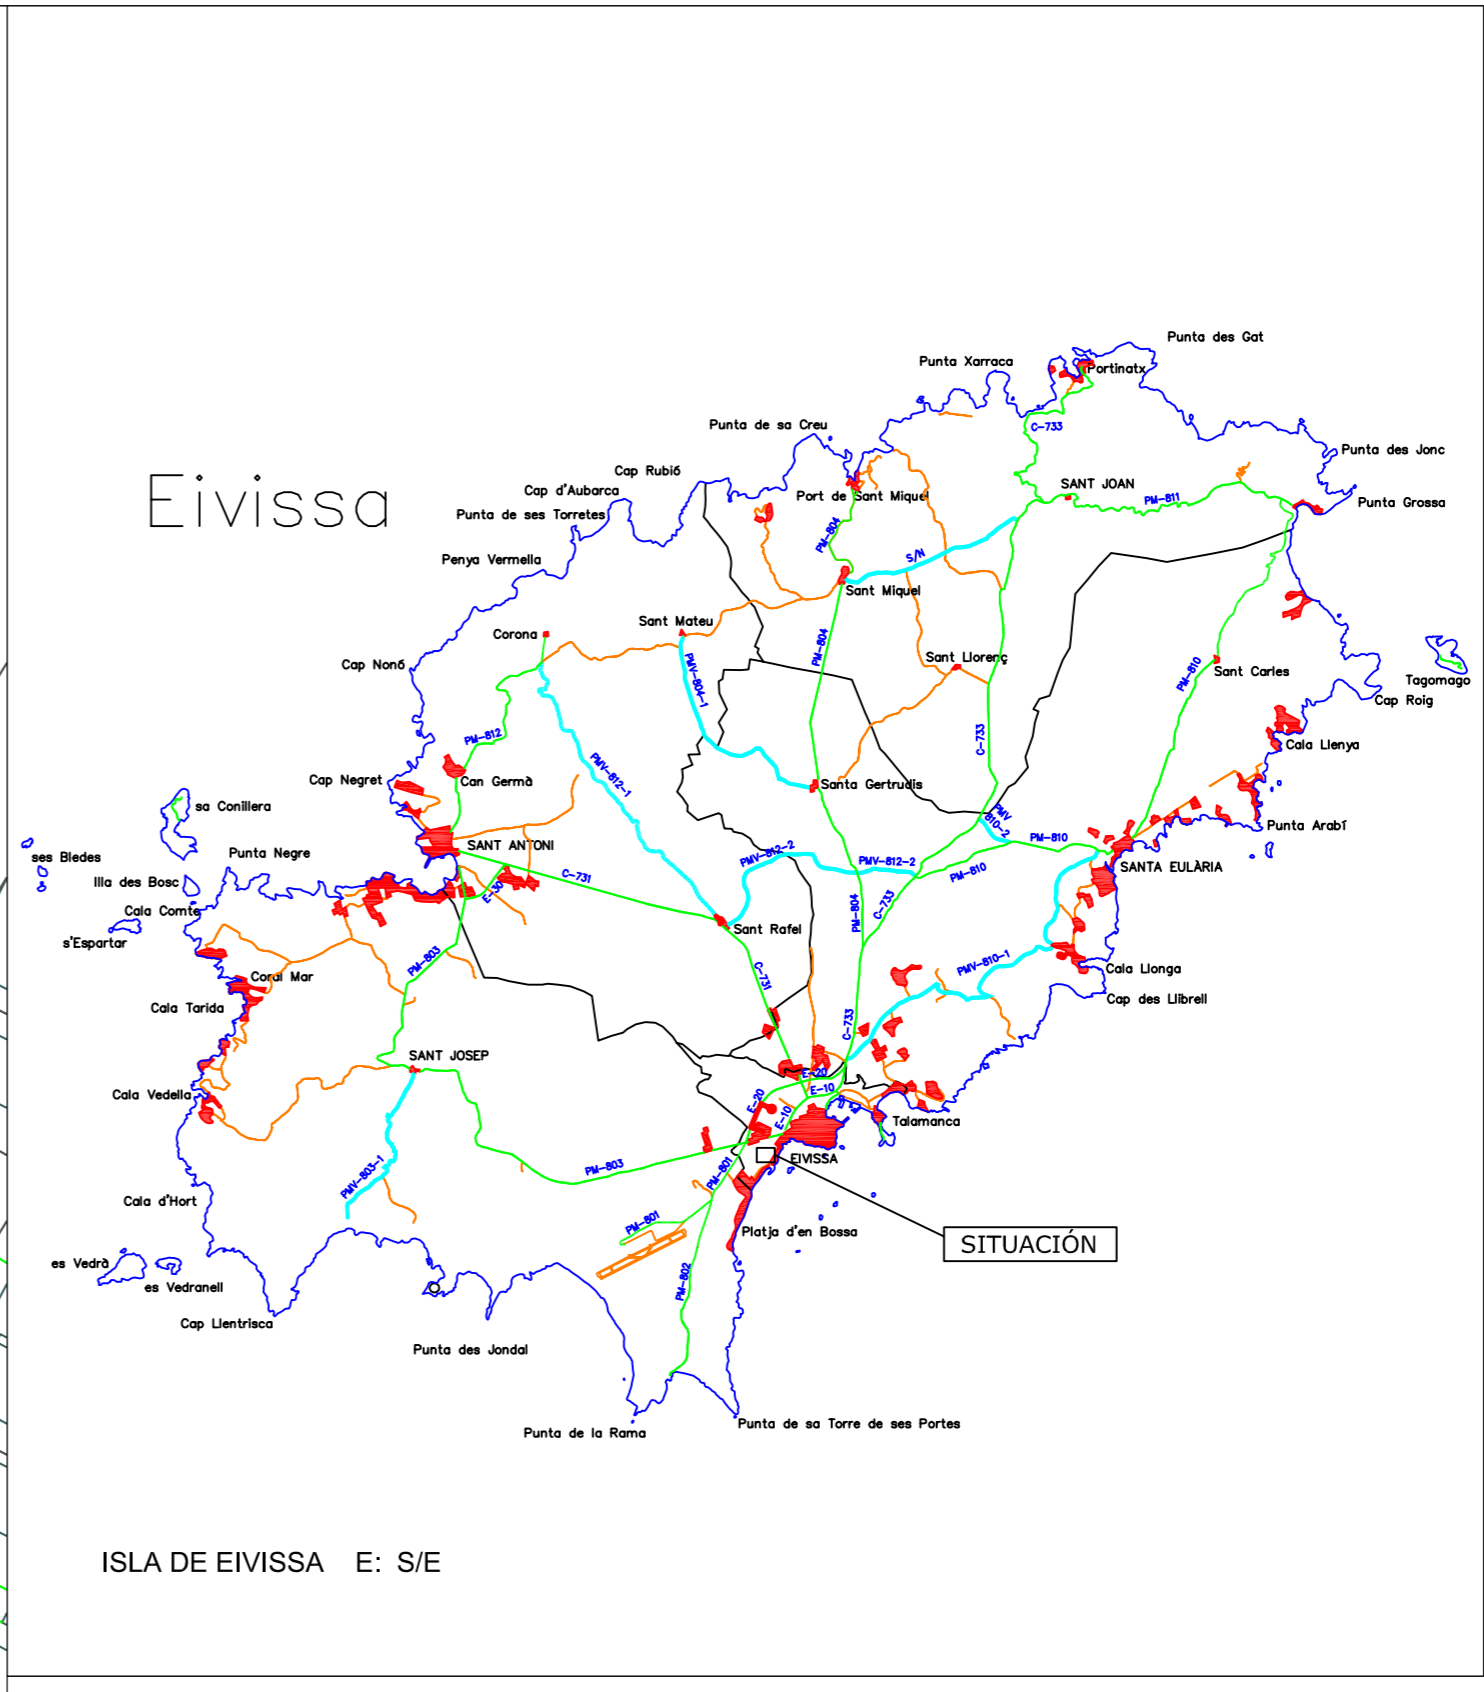 Punta des Gat
Punta Xarraca
Portinatx
C-733
Punta de sa Creu
Punta des Jonc
Cap Rubió
Eivissa
SANT JOAN
Cap d'Aubarca
Port de Sant Miquel
PM-811
Punta Grossa
Punta de ses Torretes
PM-804
Penya Vermella
S/N
Sant Miquel
Sant Mateu
Corona
PM-804
Sant Llorenç
Cap Nonó
Sant Carles
PM-810
Tagomago
PMV-804-1
Cap Roig
PM-812
C-733
Cala Llenya
PMV-812-1
Cap Negret
Can Germà
Santa Gertrudis
sa Conillera
PMV
810-2
Punta Arabí
PM-810
SANT ANTONI
ses Bledes
Punta Negre
PMV-812-2
PMV-812-2
SANTA EULÀRIA
C-731
PM-810
Illa des Bosc
E-30
Cala Comte
C-733
PM-804
s'Espartar
Sant Rafel
PM-803
PMV-810-1
Cala Llonga
Coral Mar
C-731
Cap des Llibrell
Cala Tarida
C-733
SANT JOSEP
E-20
Cala Vedella
E-20
E-10
E-10
Talamanca
EIVISSA
PM-803
PM-801
PMV-803-1
Cala d'Hort
PM-801
Platja d'en Bossa
SITUACIÓN
es Vedrà
es Vedranell
PM-802
Cap Llentrisca
Punta des Jondal
Punta de sa Torre de ses Portes
Punta de la Rama
ISLA DE EIVISSA E: S/E